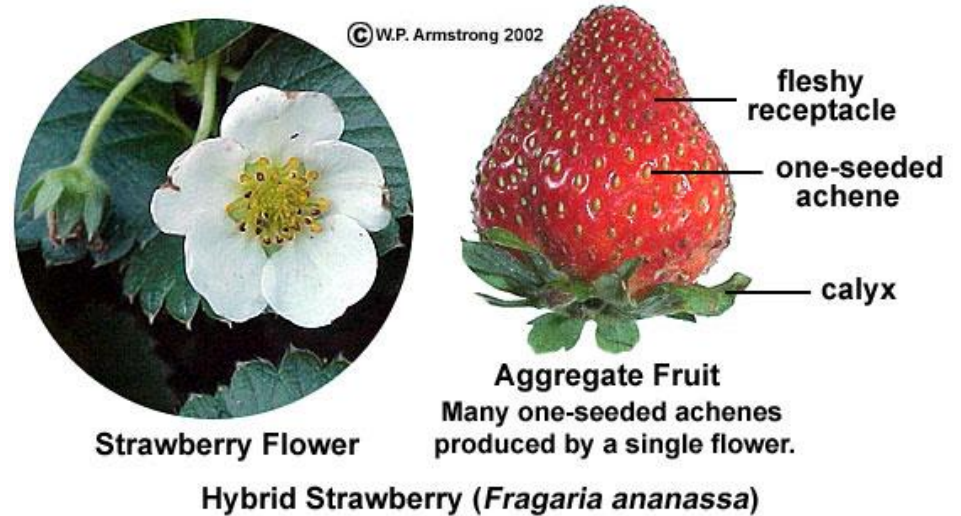 © W.P. Armstrong 2002
fleshy
receptacle
one-seeded
achene
calyx
Strawberry Flower
Aggregate Fruit
Many one-seeded achenes
produced by a single flower.
Hybrid Strawberry (Fragaria ananassa)